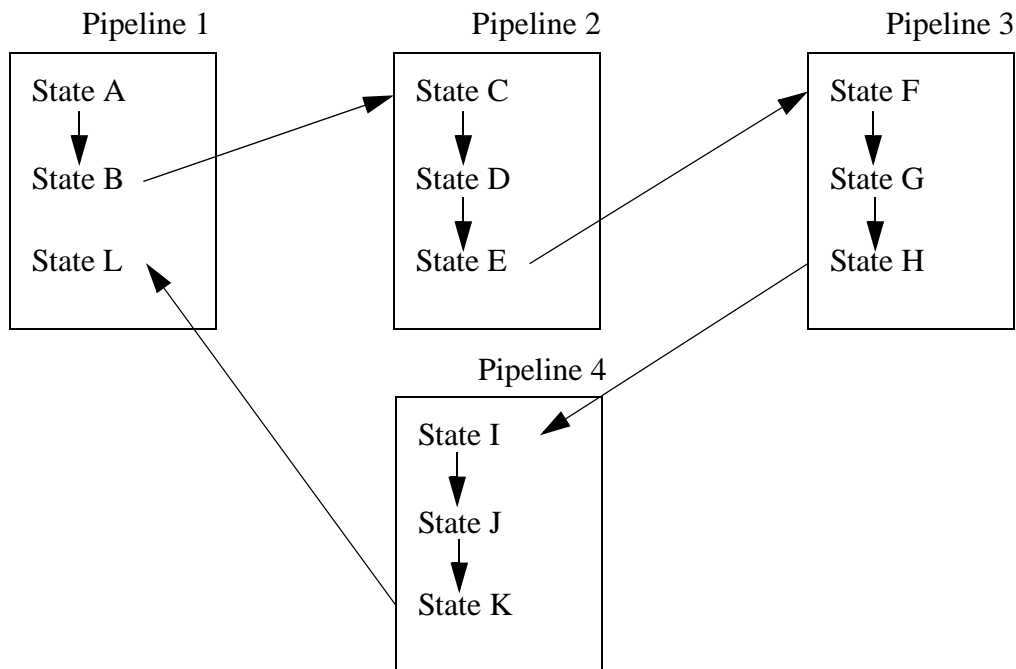 Pipeline 1
State A
State B
State L
Pipeline 2
State C
State D
State E
Pipeline 3
State F
State G
State H
Pipeline 4
State I
State J
State K